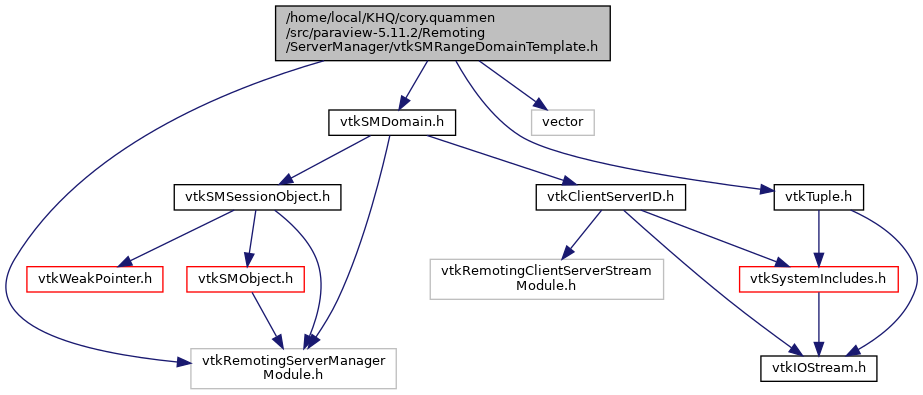 /home/local/KHQ/cory.quammen
/src/paraview-5.11.2/Remoting
/ServerManager/vtkSMRangeDomainTemplate.h
vtkSMDomain.h
vector
vtkSMSessionObject.h
vtkClientServerID.h
vtkTuple.h
vtkWeakPointer.h
vtkSMObject.h
vtkRemotingClientServerStream
Module.h
vtkSystemIncludes.h
vtkRemotingServerManager
Module.h
vtkIOStream.h